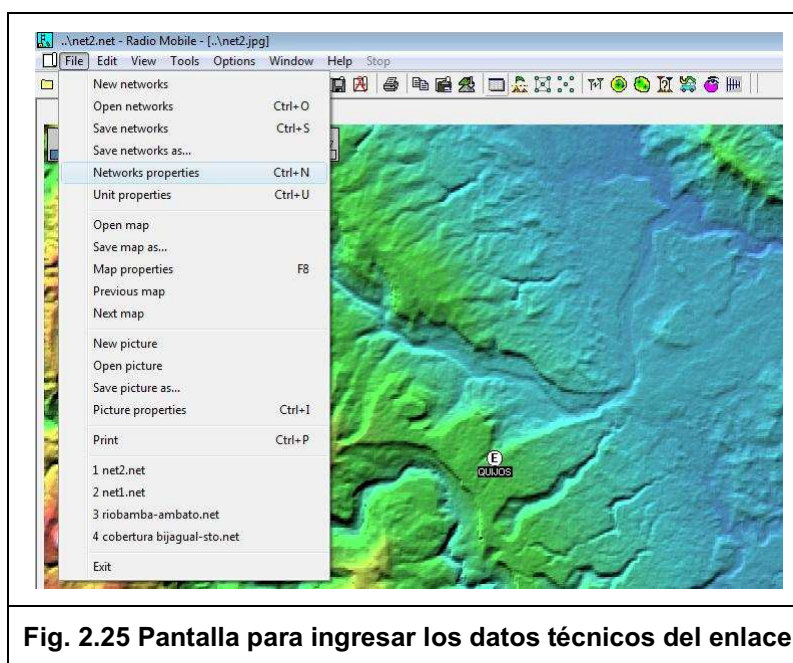 ..\net2.net - Radio Mobile - [..\net2.jpg]
File Edit View Tools Options Window Help Stop
New networks
Open networks Ctrl+O
Save networks Ctrl+S
Save networks as...
Networks properties Ctrl+N
Unit properties Ctrl+U
Open map
Save map as...
Map properties F8
Previous map
Next map
New picture
Open picture
Save picture as...
Picture properties Ctrl+I
Print Ctrl+P
1 net2.net
2 net1.net
3 riobamba-ambato.net
4 cobertura bijagual-sto.net
Exit
E
QUIJOS
Fig. 2.25 Pantalla para ingresar los datos técnicos del enlace